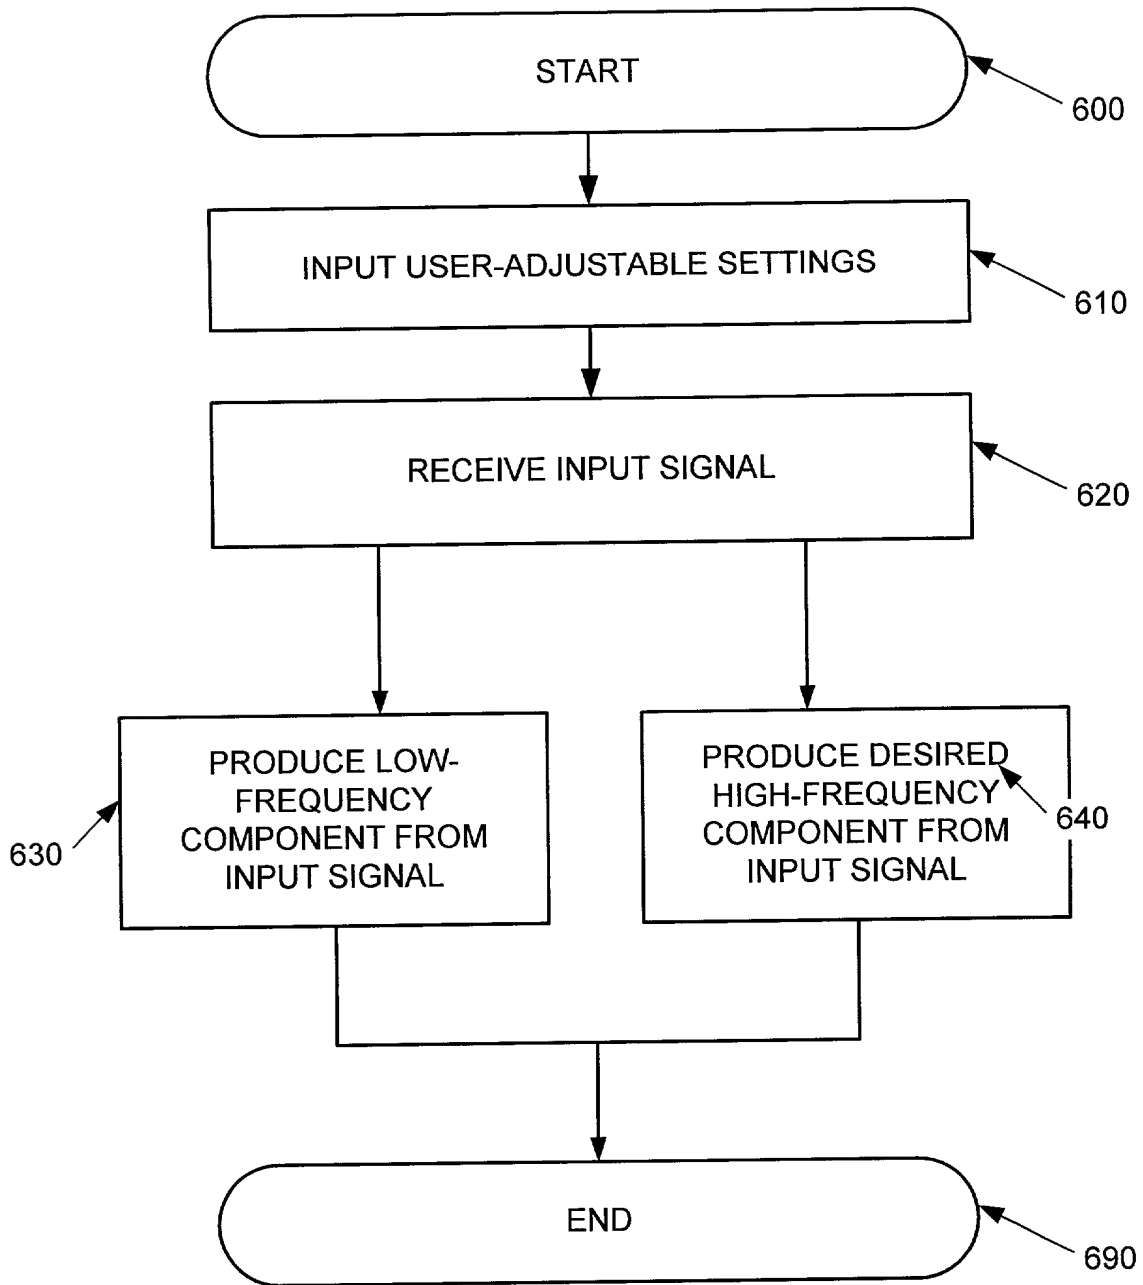 START
600
INPUT USER-ADJUSTABLE SETTINGS
610
RECEIVE INPUT SIGNAL
620
PRODUCE LOW-
FREQUENCY
COMPONENT FROM
INPUT SIGNAL
630
PRODUCE DESIRED
HIGH-FREQUENCY
COMPONENT FROM
INPUT SIGNAL
640
END
690